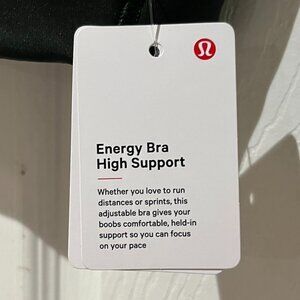 Energy Bra
High Support
Whether you love to run
distances or sprints, this
adjustable bra gives your
boobs comfortable, held-in
support so you can focus
on your pace